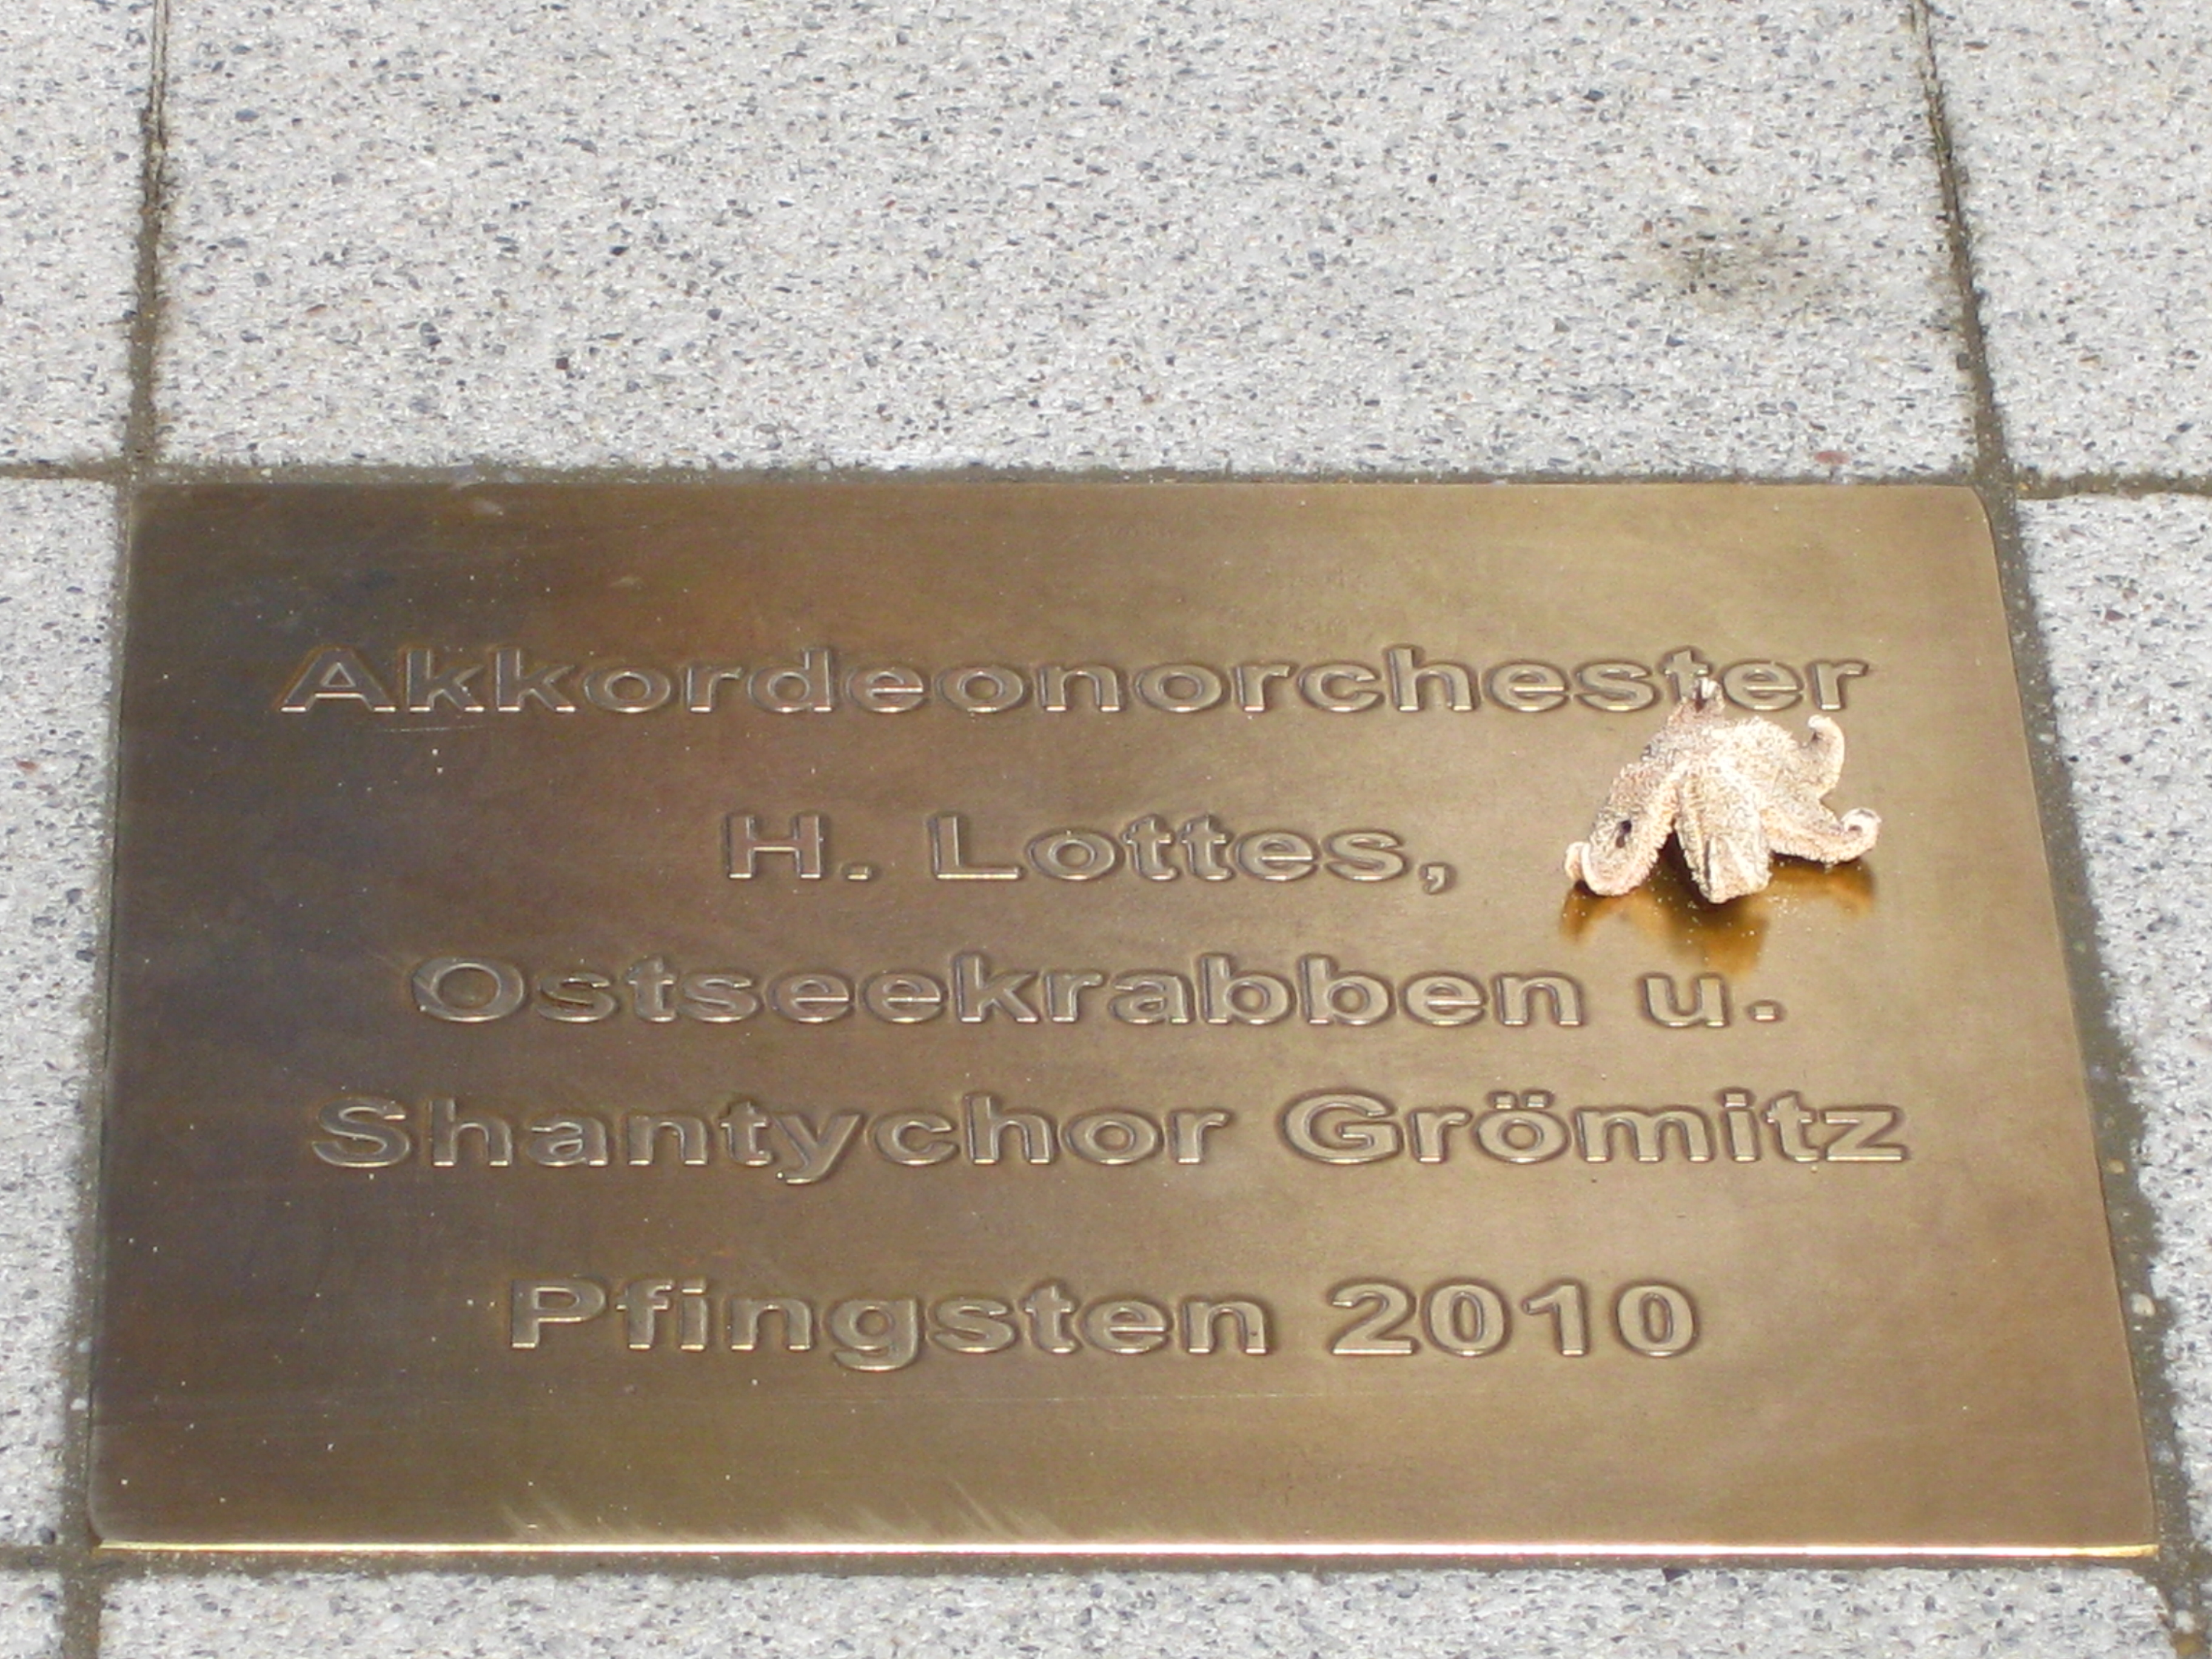 Akkordeonorchester
H. Lottes,
Ostseekrabben u.
Shantychor Grömitz
Pfingsten 2010